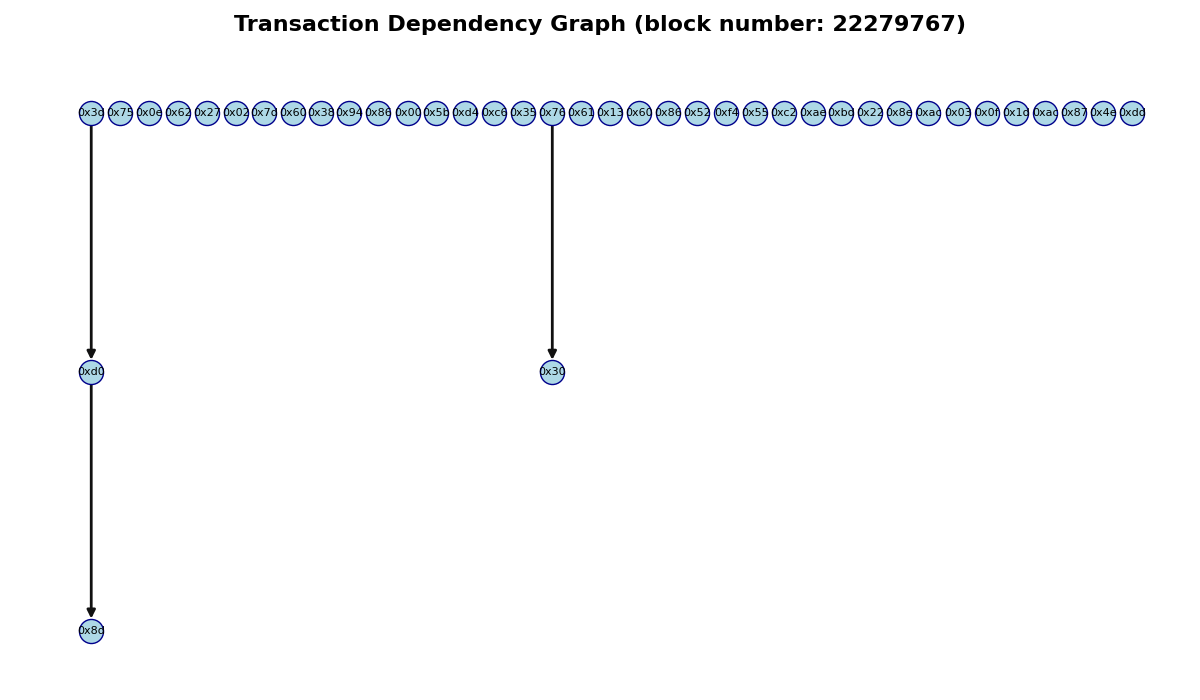 Transaction Dependency Graph (block number: 22279767)
0x3d 0x75 0x0e 0x62 0x27 0x02 0x7d 0x60 0x38 0x94 0x86 0x00 0x5b 0xd4 0xc6 0x35 0x76 0x61 0x13 0x60 0x86 0x52 0xf4 0x55 0xc2 0xae 0xbd 0x22 0x8e 0xac 0x03 0x0f 0x1d 0xac 0x87 0x4e 0xdd
0xd0 0x30
0x8d